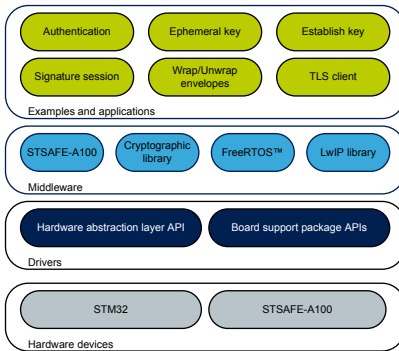 Authentication
Ephemeral key
Establish key
Signature session
Wrap/Unwrap
envelopes
TLS client
Examples and applications
STSAFE-A100
Cryptographic
library
FreeRTOS™
LwIP library
Middleware
Hardware abstraction layer API
Board support package APIs
Drivers
STM32
STSAFE-A100
Hardware devices